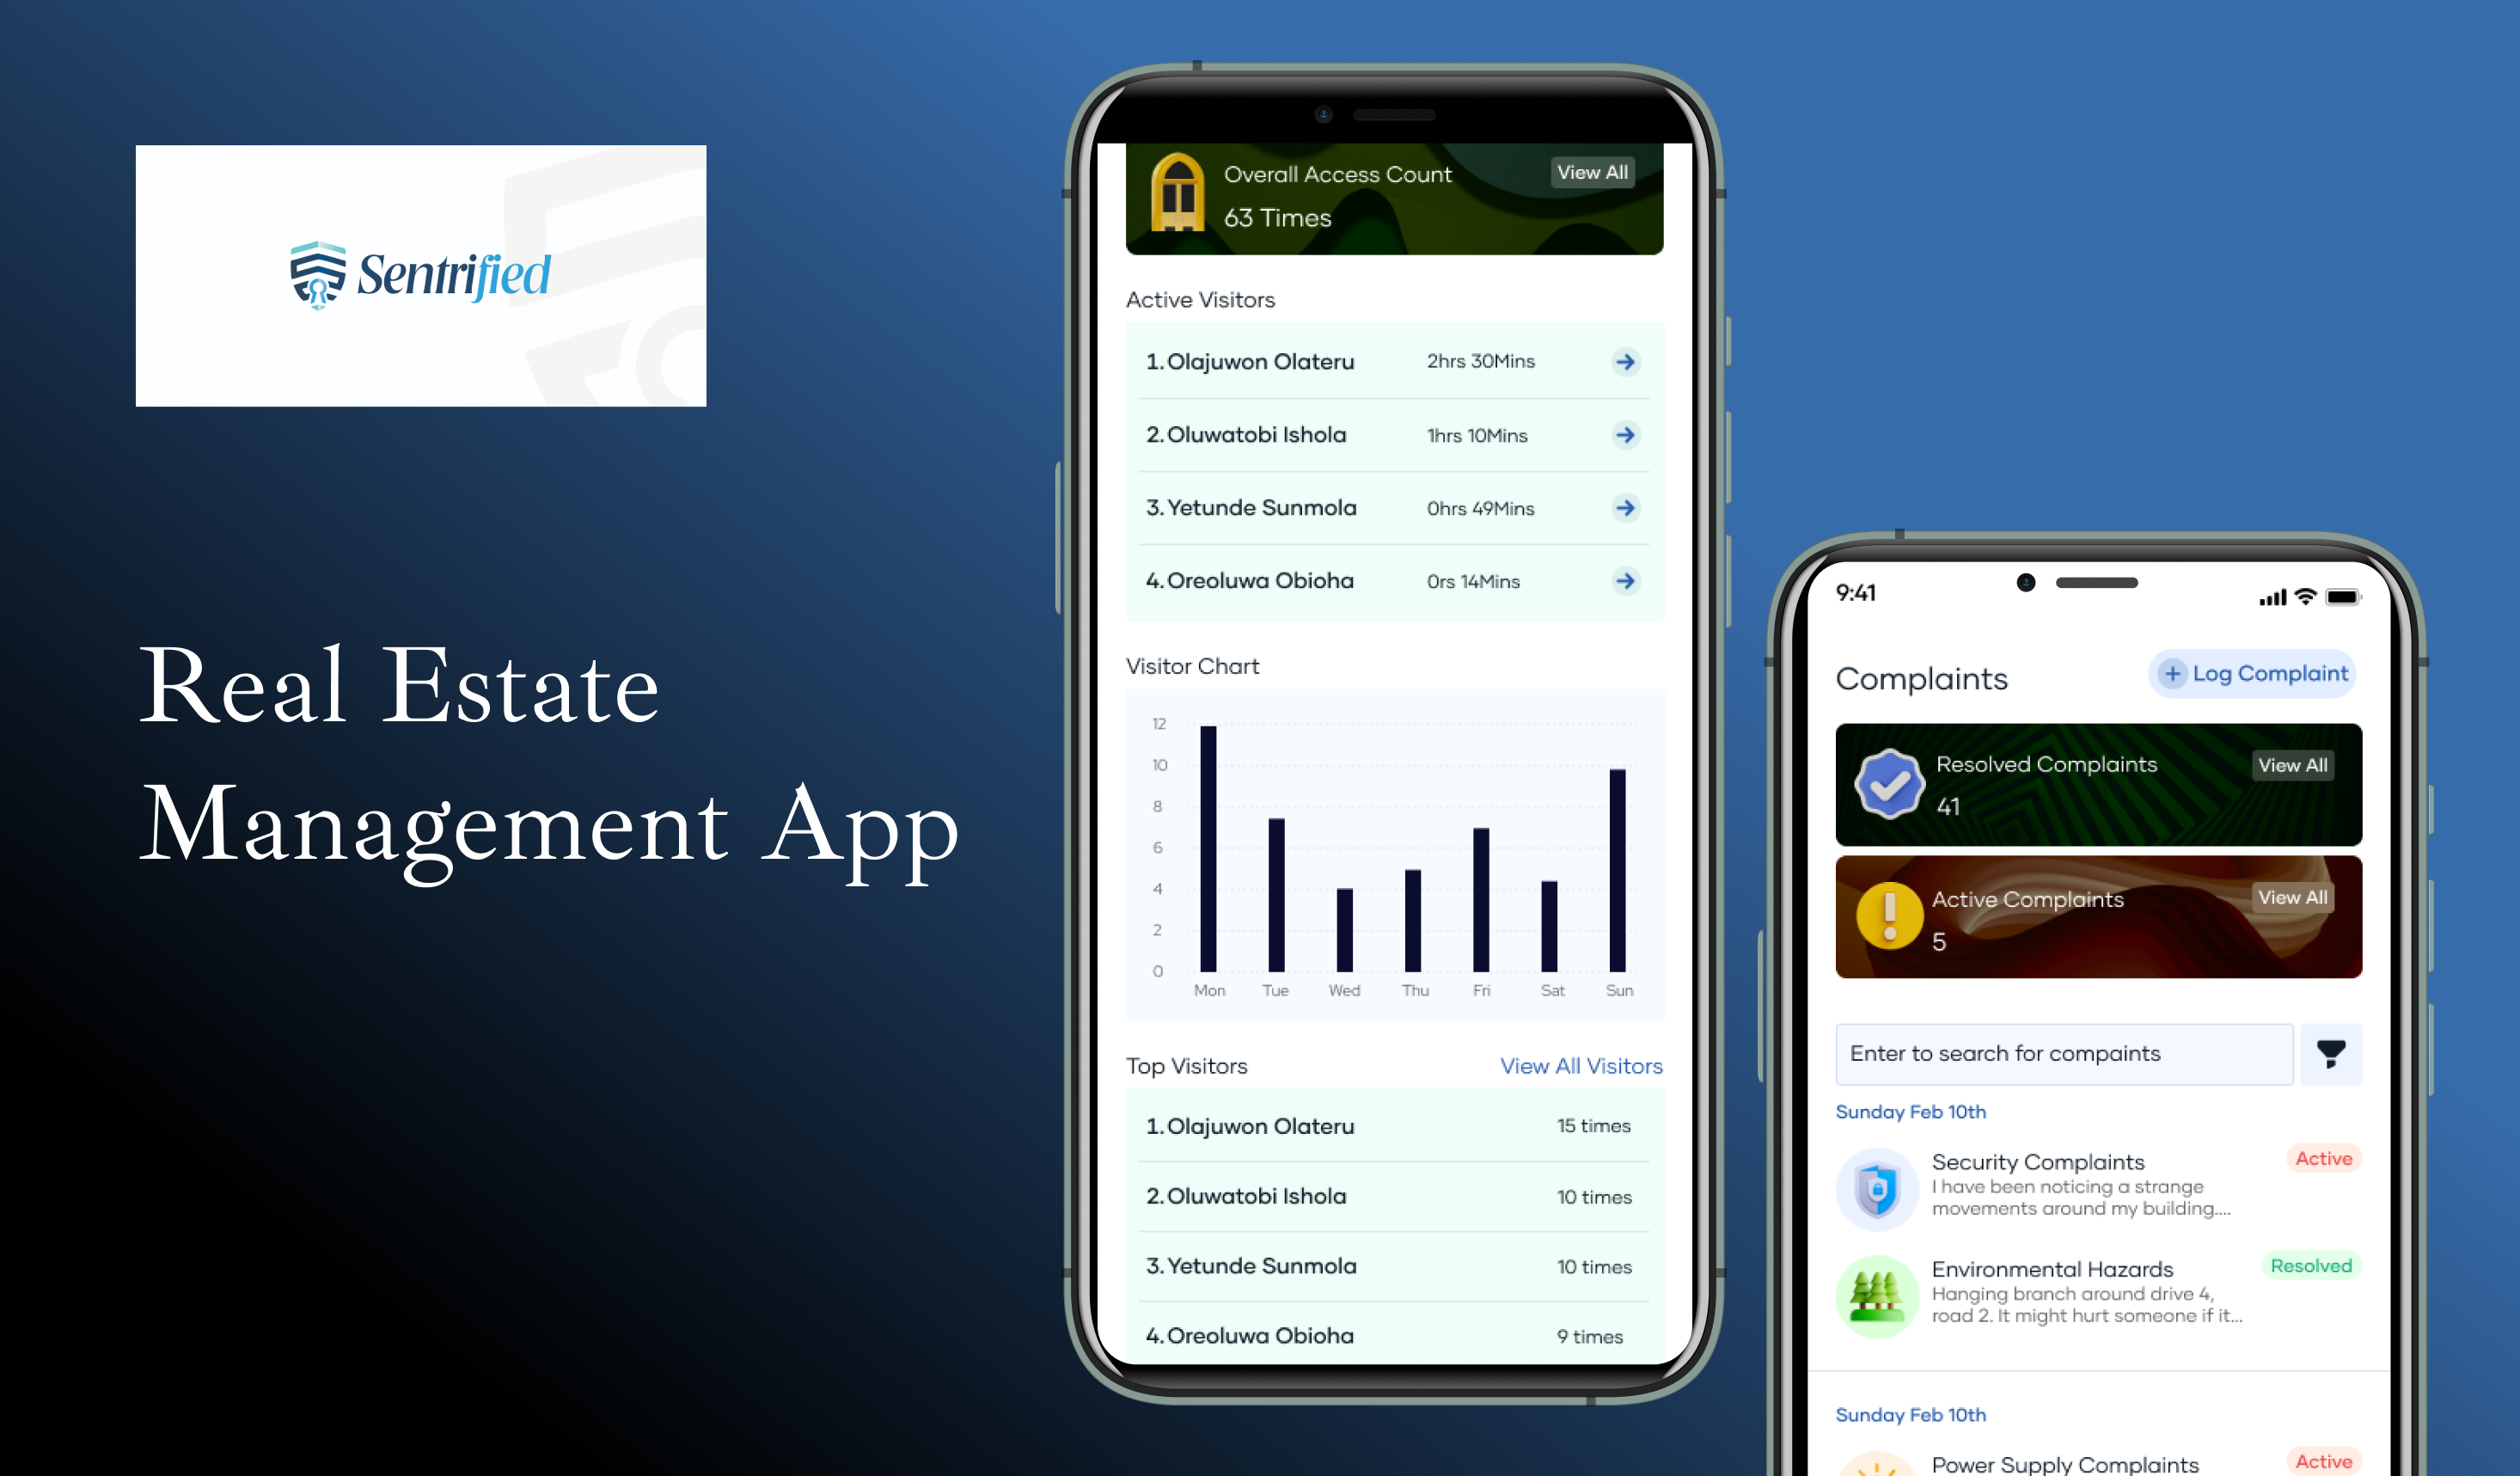 Sentrified
Real Estate
Management App
Overall Access Count
View All
63 Times
Active Visitors
1. Olajuwon Olateru 2hrs 30Mins
2. Oluwatobi Ishola 1hrs 10Mins
3. Yetunde Sunmola 0hrs 49Mins
4. Oreoluwa Obioha 0rs 14Mins
Visitor Chart
12
10
8
6
4
2
0
Mon Tue Wed Thu Fri Sat Sun
Top Visitors View All Visitors
1. Olajuwon Olateru 15 times
2. Oluwatobi Ishola 10 times
3. Yetunde Sunmola 10 times
4. Oreoluwa Obioha 9 times
9:41
Complaints + Log Complaint
Resolved Complaints View All
41
Active Complaints View All
5
Enter to search for compaints
Sunday Feb 10th
Security Complaints Active
I have been noticing a strange
movements around my building....
Environmental Hazards Resolved
Hanging branch around drive 4,
road 2. It might hurt someone if it...
Sunday Feb 10th
Power Supply Complaints Active